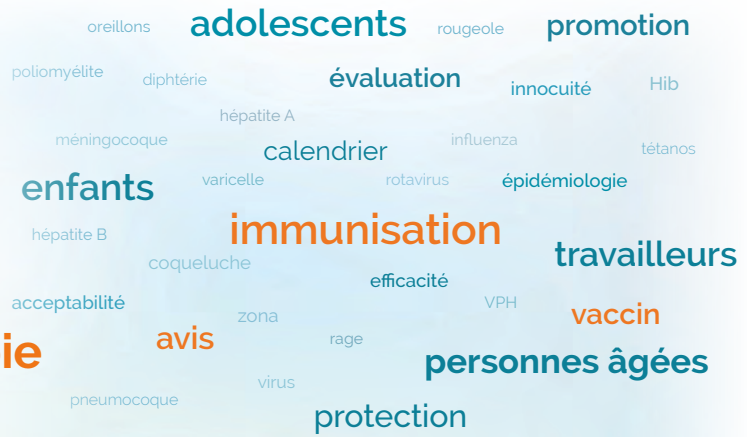 oreillons adolescents rougeole promotion
poliomyélite diphtérie évaluation innocuité Hib
hépatite A
méningocoque calendrier influenza tétanos
enfants varicelle rotavirus épidémiologie
hépatite B immunisation
coqueluche efficacité travailleurs
acceptabilité zona VPH vaccin
ie avis rage personnes âgées
pneumocoque virus
protection